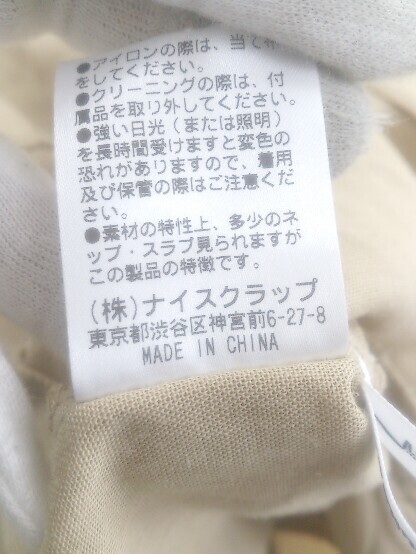 ●アイロンの際は、当て布
をしてください。
●クリーニングの際は、付
属品を取り外してください。
●強い日光（または照明）
を長時間受けますと変色の
恐れがありますので、着用
及び保管の際はご注意くだ
さい。
●素材の特性上、多少のネ
ップ・スラブ見られますが
この製品の特徴です。
（株）ナイスクラップ
東京都渋谷区神宮前6-27-8
MADE IN CHINA